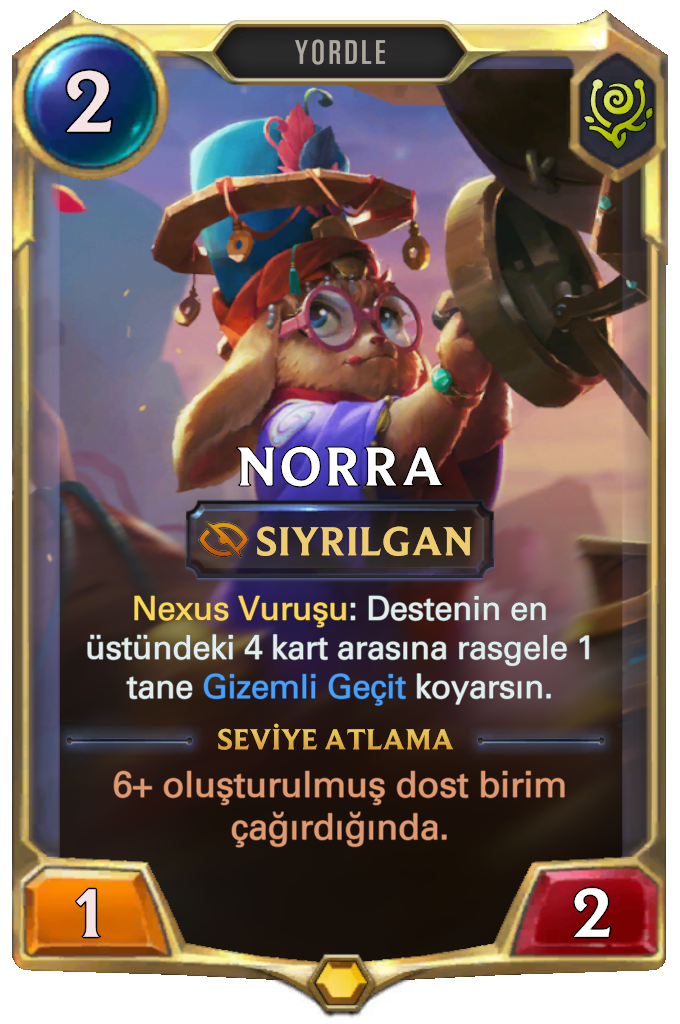 YORDLE
2
NORRA
SIYRILGAN
Nexus Vuruşu: Destenin en
üstündeki 4 kart arasına rasgele 1
tane Gizemli Geçit koyarsın.
SEVİYE ATLAMA
6+ oluşturulmuş dost birim
çağırdığında.
1
2